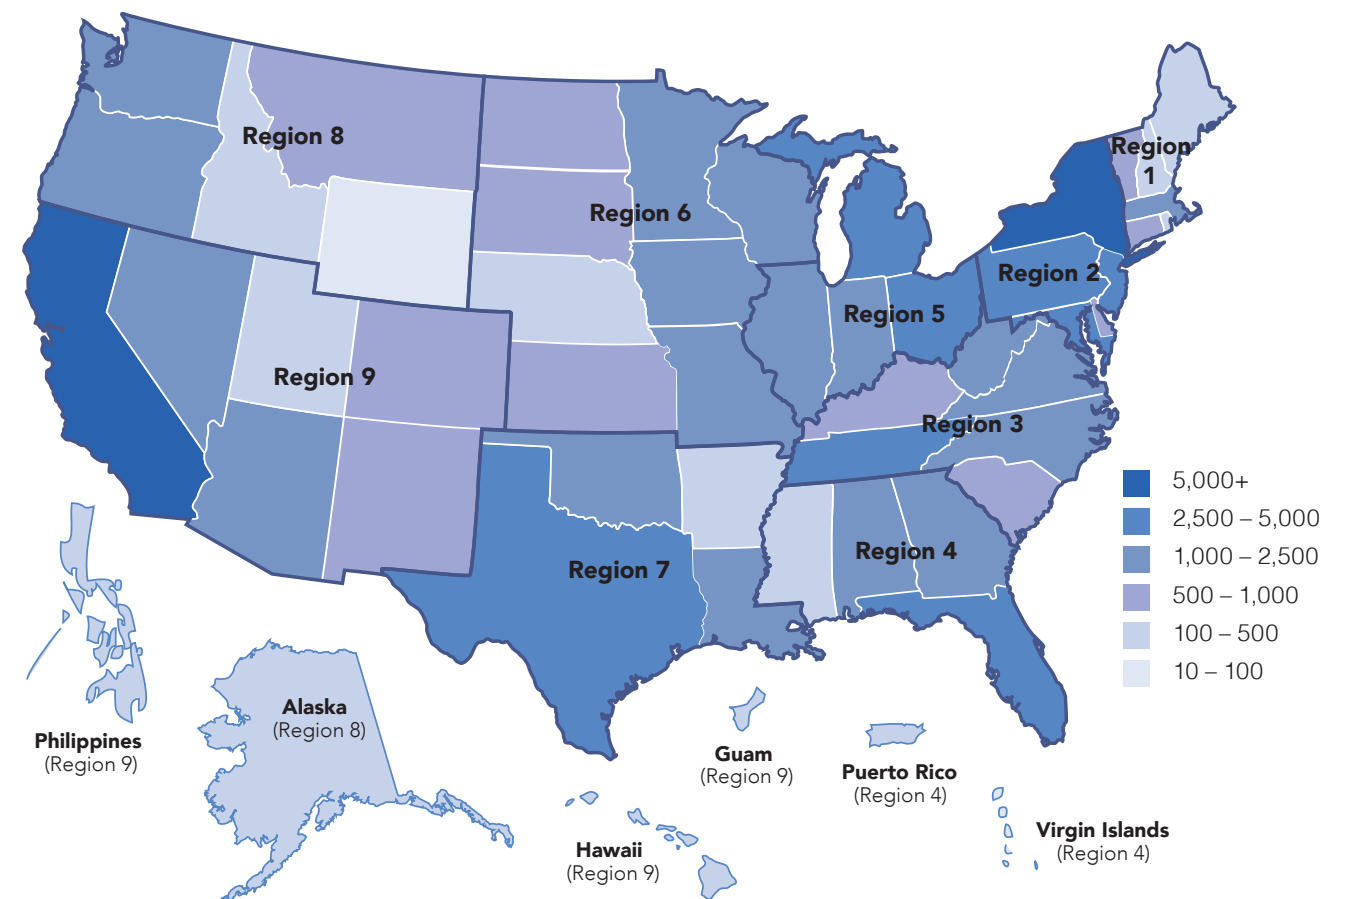 Region 8
Region
1
Region 6
Region 2
Region 5
Region 9
Region 3
5,000+
2,500 – 5,000
1,000 – 2,500
500 – 1,000
100 – 500
10 – 100
Region 4
Region 7
Alaska
(Region 8)
Philippines
(Region 9)
Guam
(Region 9)
Puerto Rico
(Region 4)
Hawaii
(Region 9)
Virgin Islands
(Region 4)